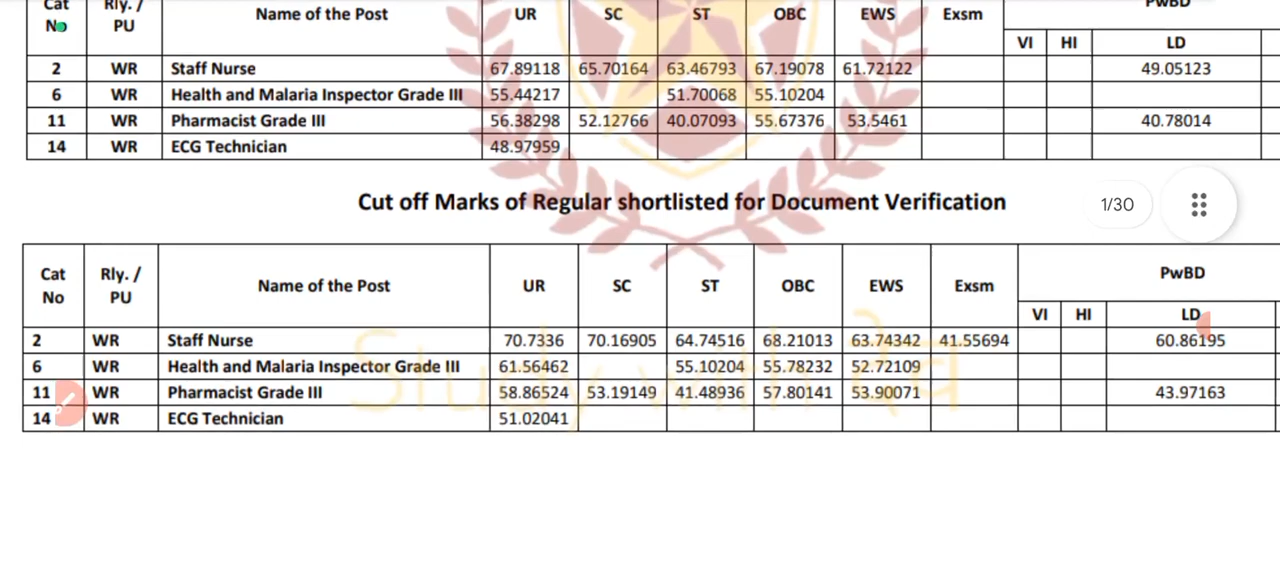 Cat No Rly. / PU Name of the Post UR SC ST OBC EWS Exsm PwBD
VI HI LD
2 WR Staff Nurse 67.89118 65.70164 63.46793 67.19078 61.72122 49.05123
6 WR Health and Malaria Inspector Grade III 55.44217 51.70068 55.10204
11 WR Pharmacist Grade III 56.38298 52.12766 40.07093 55.67376 53.5461 40.78014
14 WR ECG Technician 48.97959
Cut off Marks of Regular shortlisted for Document Verification
1/30
Cat No Rly. / PU Name of the Post UR SC ST OBC EWS Exsm PwBD
VI HI LD
2 WR Staff Nurse 70.7336 70.16905 64.74516 68.21013 63.74342 41.55694 60.86195
6 WR Health and Malaria Inspector Grade III 61.56462 55.10204 55.78232 52.72109
11 WR Pharmacist Grade III 58.86524 53.19149 41.48936 57.80141 53.90071 43.97163
14 WR ECG Technician 51.02041
Study with